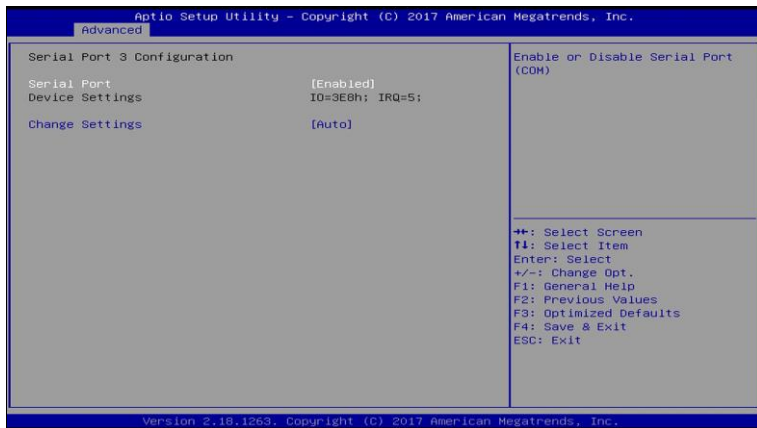 Aptio Setup Utility – Copyright (C) 2017 American Megatrends, Inc.
Advanced
Serial Port 3 Configuration
Serial Port [Enabled]
Device Settings IO=3E8h; IRQ=5;
Change Settings [Auto]
Enable or Disable Serial Port
(COM)
→←: Select Screen
↑↓: Select Item
Enter: Select
+/-: Change Opt.
F1: General Help
F2: Previous Values
F3: Optimized Defaults
F4: Save & Exit
ESC: Exit
Version 2.18.1263. Copyright (C) 2017 American Megatrends, Inc.